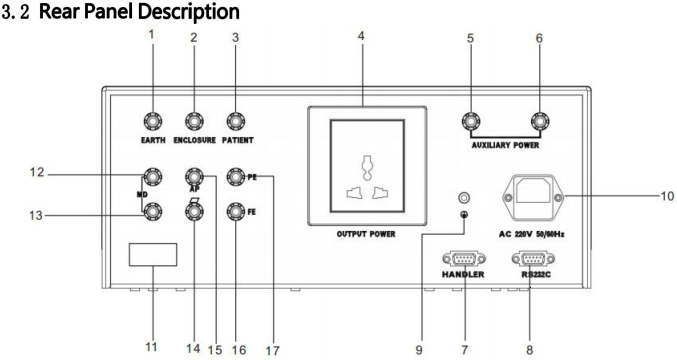 3. 2 Rear Panel Description
1 2 3 4 5 6
EARTH ENCLOSURE PATIENT
AUXILIARY POWER
12
MD
AP
PE
13
FE
10
OUTPUT POWER
AC 220V 50/60Hz
HANDLER
RS232C
11 14 15 16 17 9 7 8